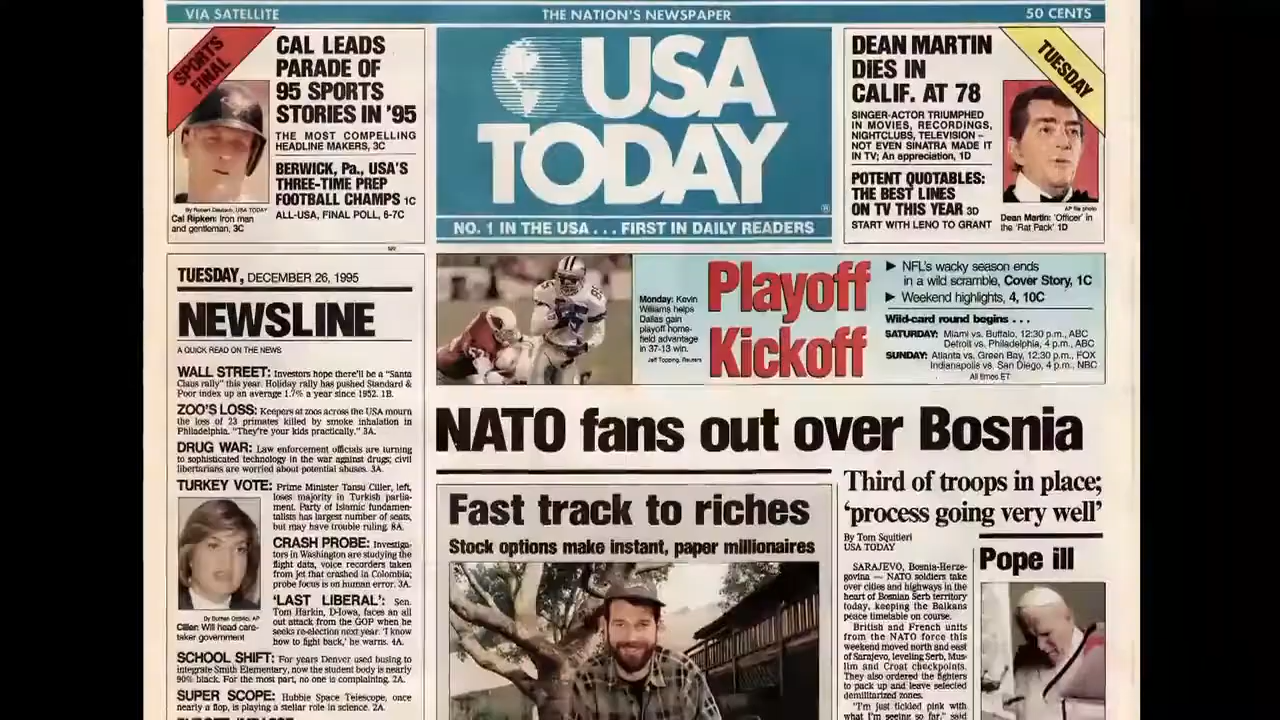 VIA SATELLITE
THE NATION'S NEWSPAPER
50 CENTS
SPORTS
FINAL
CAL LEADS
PARADE OF
95 SPORTS
STORIES IN '95
THE MOST COMPELLING
HEADLINE MAKERS, 3C
BERWICK, Pa., USA'S
THREE-TIME PREP
FOOTBALL CHAMPS 1C
ALL-USA, FINAL POLL, 6-7C
Cal Ripken: Iron man
and gentleman, 3C
USA
TODAY
NO. 1 IN THE USA . . . FIRST IN DAILY READERS
DEAN MARTIN
DIES IN
CALIF. AT 78
SINGER-ACTOR TRIUMPHED
IN MOVIES, RECORDINGS,
NIGHTCLUBS, TELEVISION –
NOT EVEN SINATRA MADE IT
IN TV; An appreciation, 1D
POTENT QUOTABLES:
THE BEST LINES
ON TV THIS YEAR 3D
START WITH LENO TO GRANT
TUESDAY
AP file photo
Dean Martin: 'Officer' in
the 'Rat Pack' 1D
TUESDAY, DECEMBER 26, 1995
NEWSLINE
A QUICK READ ON THE NEWS
WALL STREET: Investors hope there'll be a "Santa
Claus rally" this year. Holiday rally has pushed Standard &
Poor index up an average 1.7% a year since 1952. 1B.
ZOO'S LOSS: Keepers at zoos across the USA mourn
the loss of 23 primates killed by smoke inhalation in
Philadelphia. "They're your kids practically." 3A.
DRUG WAR: Law enforcement officials are turning
to sophisticated technology in the war against drugs; civil
libertarians are worried about potential abuses. 3A.
TURKEY VOTE: Prime Minister Tansu Ciller, left,
loses majority in Turkish parlia-
ment. Party of Islamic fundamen-
talists has largest number of seats,
but may have trouble ruling. 8A.
CRASH PROBE: Investiga-
tors in Washington are studying the
flight data, voice recorders taken
from jet that crashed in Colombia;
probe focus is on human error. 3A.
Ciller: Will head care-
taker government
'LAST LIBERAL': Sen.
Tom Harkin, D-Iowa, faces an all
out attack from the GOP when he
seeks re-election next year. 'I know
how to fight back,' he warns. 4A.
SCHOOL SHIFT: For years Denver used busing to
integrate Smith Elementary, now the student body is nearly
90% black. For the most part, no one is complaining. 2A.
SUPER SCOPE: Hubble Space Telescope, once
nearly a flop, is playing a stellar role in science. 2A.
Monday: Kevin
Williams helps
Dallas gain
playoff home-
field advantage
in 37-13 win.
Jeff Topping, Reuters
Playoff
Kickoff
NFL's wacky season ends
in a wild scramble, Cover Story, 1C
Weekend highlights, 4, 10C
Wild-card round begins . . .
SATURDAY: Miami vs. Buffalo, 12:30 p.m., ABC
Detroit vs. Philadelphia, 4 p.m., ABC
SUNDAY: Atlanta vs. Green Bay, 12:30 p.m., FOX
Indianapolis vs. San Diego, 4 p.m., NBC
All times ET
NATO fans out over Bosnia
Fast track to riches
Stock options make instant, paper millionaires
Third of troops in place;
'process going very well'
By Tom Squitieri
USA TODAY
SARAJEVO, Bosnia-Herze-
govina — NATO soldiers take
over cities and highways in the
heart of Bosnian Serb territory
today, keeping the Balkans
peace timetable on course.
British and French units
from the NATO force this
weekend moved north and east
of Sarajevo, leveling Serb, Mus-
lim and Croat checkpoints.
They also ordered the fighters
to pack up and leave selected
demilitarized zones.
"I'm just tickled pink with
what I'm seeing so far," said
Pope ill